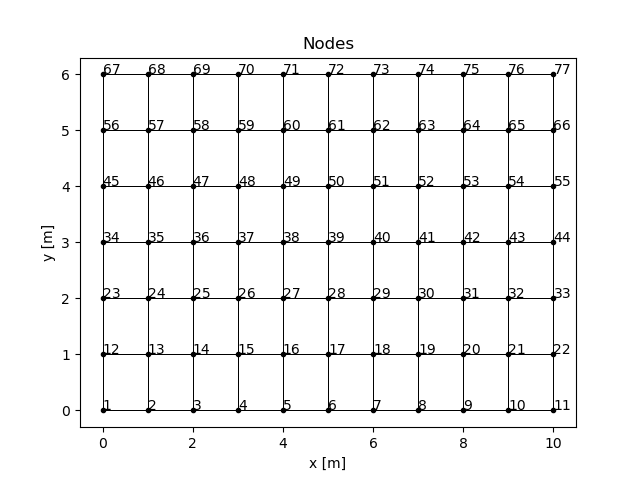 Nodes
6 67 68 69 70 71 72 73 74 75 76 77
5 56 57 58 59 60 61 62 63 64 65 66
4 45 46 47 48 49 50 51 52 53 54 55
3 34 35 36 37 38 39 40 41 42 43 44
2 23 24 25 26 27 28 29 30 31 32 33
1 12 13 14 15 16 17 18 19 20 21 22
0 1 2 3 4 5 6 7 8 9 10 11
y [m]
0 2 4 6 8 10
x [m]